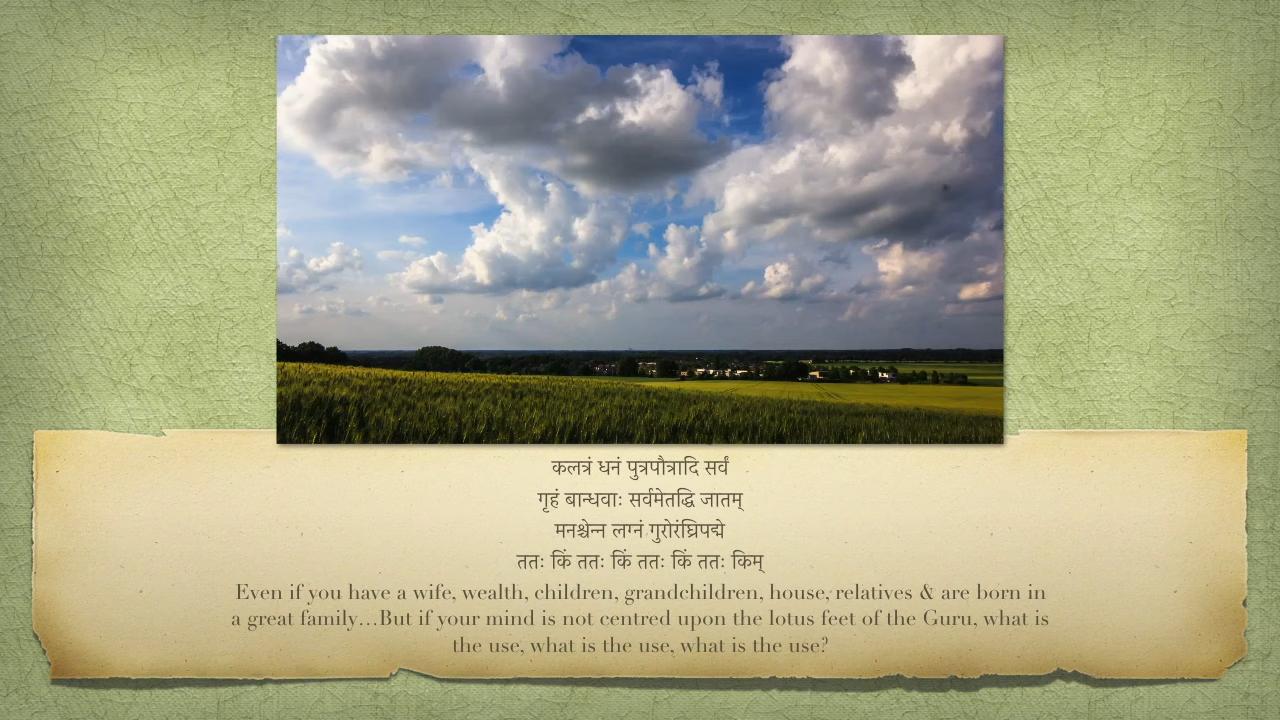 कलत्रं धनं पुत्रपौत्रादि सर्वं
गृहं बान्धवाः सर्वमेतद्धि जातम्
मनश्चेन्न लग्नं गुरोरंघ्रिपद्मे
ततः किं ततः किं ततः किं ततः किम्
Even if you have a wife, wealth, children, grandchildren, house, relatives & are born in
a great family…But if your mind is not centred upon the lotus feet of the Guru, what is
the use, what is the use, what is the use?